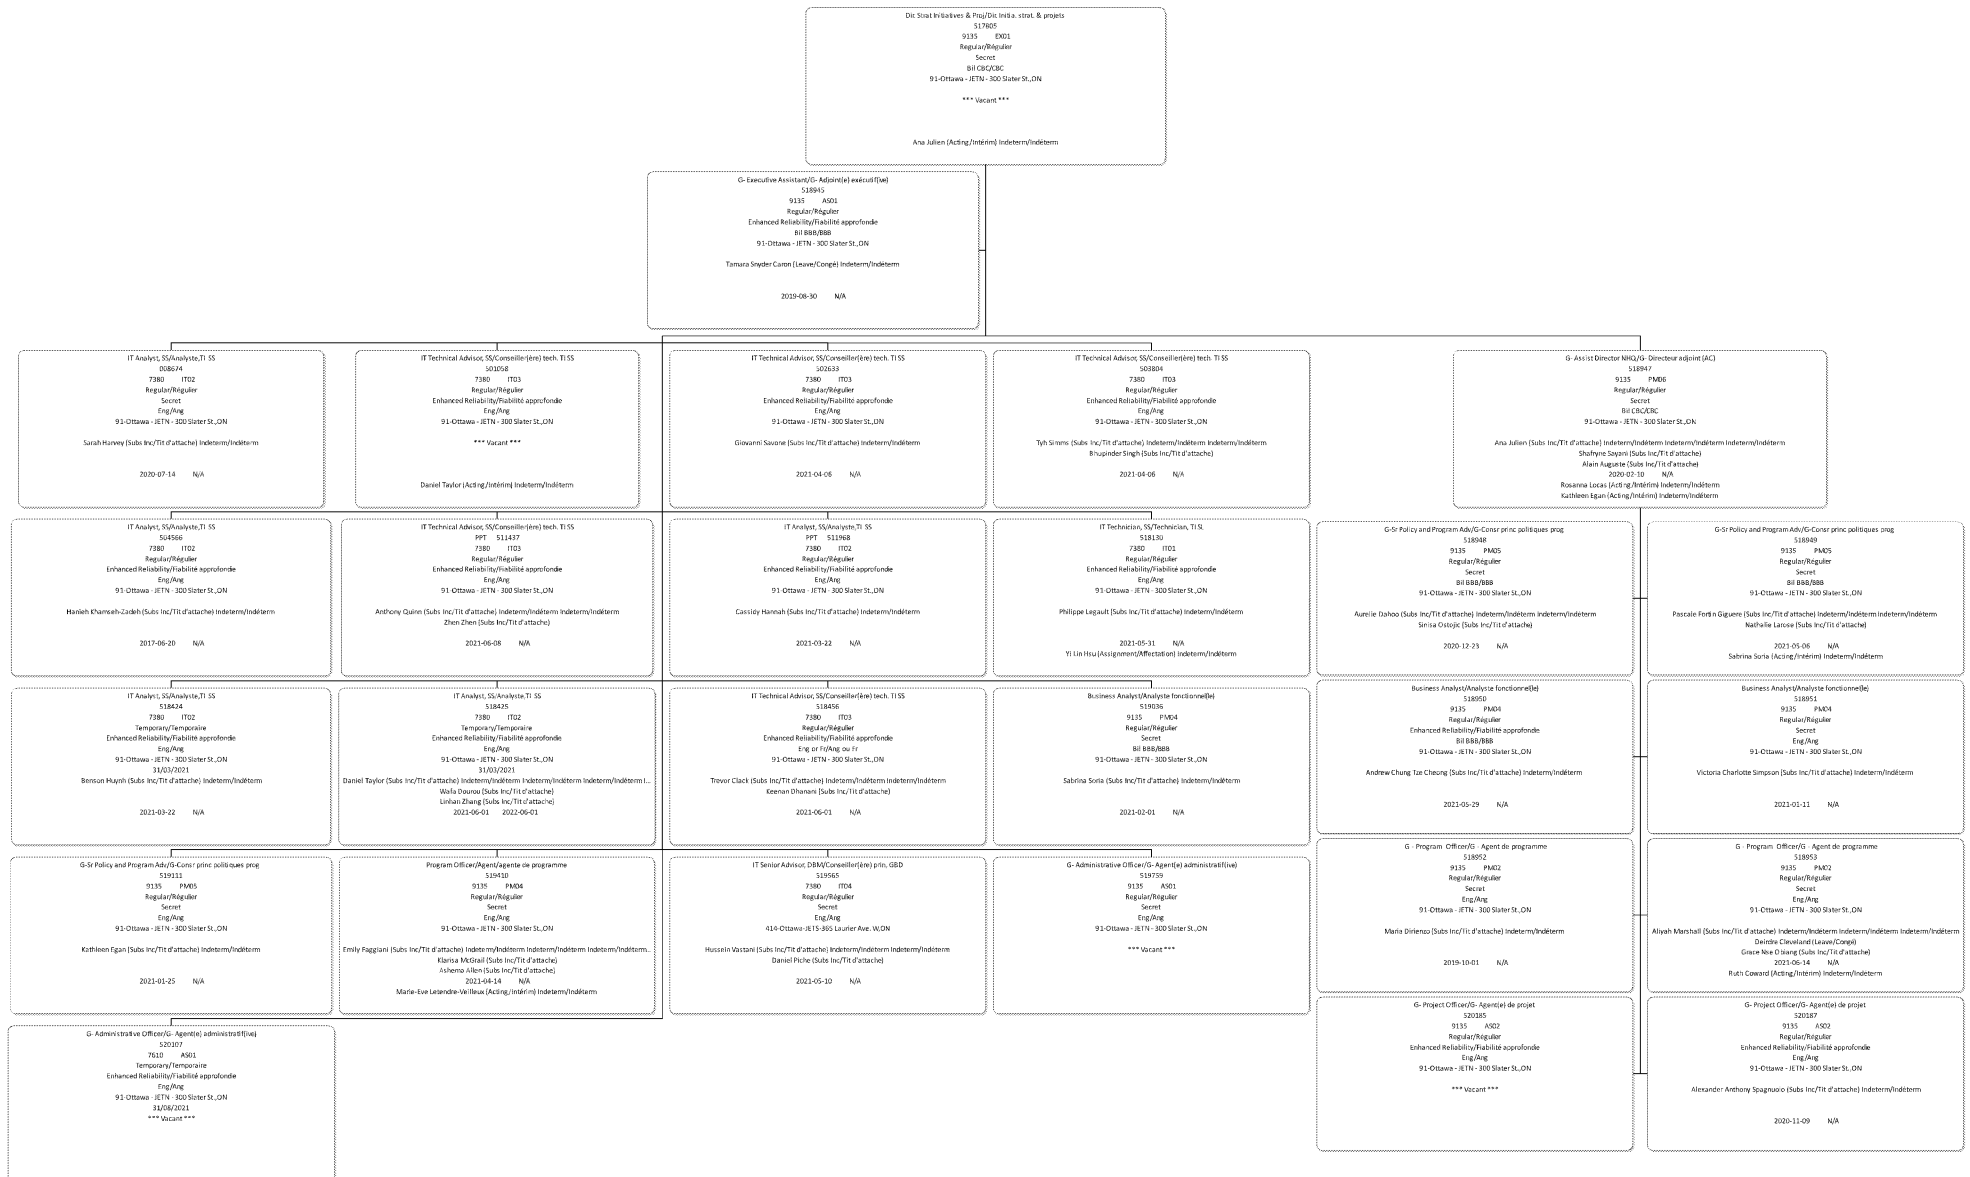 Dir. Strat Initiatives & Proj/Dir. Initia. strat. & projets
517805
9135 EX01
Regular/Régulier
Secret
Bil CBC/CBC
91-Ottawa - JETN - 300 Slater St.,ON
*** Vacant ***
Ana Julien (Acting/Intérim) Indeterm/Indéterm
G- Executive Assistant/G- Adjoint(e) exécutif(ive)
518945
9135 AS01
Regular/Régulier
Enhanced Reliability/Fiabilité approfondie
Bil BBB/BBB
91-Ottawa - JETN - 300 Slater St.,ON
Tamara Snyder Caron (Leave/Congé) Indeterm/Indéterm
2019-08-30 N/A
IT Analyst, SS/Analyste,TI SS
008674
7380 IT02
Regular/Régulier
Secret
Eng/Ang
91-Ottawa - JETN - 300 Slater St.,ON
Sarah Harvey (Subs Inc/Tit d'attache) Indeterm/Indéterm
2020-07-14 N/A
IT Technical Advisor, SS/Conseiller(ère) tech. TI SS
501058
7380 IT03
Regular/Régulier
Enhanced Reliability/Fiabilité approfondie
Eng/Ang
91-Ottawa - JETN - 300 Slater St.,ON
*** Vacant ***
Daniel Taylor (Acting/Intérim) Indeterm/Indéterm
IT Technical Advisor, SS/Conseiller(ère) tech. TI SS
502633
7380 IT03
Regular/Régulier
Enhanced Reliability/Fiabilité approfondie
Eng/Ang
91-Ottawa - JETN - 300 Slater St.,ON
Giovanni Savone (Subs Inc/Tit d'attache) Indeterm/Indéterm
2021-04-06 N/A
IT Technical Advisor, SS/Conseiller(ère) tech. TI SS
503804
7380 IT03
Regular/Régulier
Enhanced Reliability/Fiabilité approfondie
Eng/Ang
91-Ottawa - JETN - 300 Slater St.,ON
Tyh Simms (Subs Inc/Tit d'attache) Indeterm/Indéterm Indeterm/Indéterm
Bhupinder Singh (Subs Inc/Tit d'attache)
2021-04-06 N/A
G- Assist Director NHQ/G- Directeur adjoint (AC)
518947
9135 PM06
Regular/Régulier
Secret
Bil CBC/CBC
91-Ottawa - JETN - 300 Slater St.,ON
Ana Julien (Subs Inc/Tit d'attache) Indeterm/Indéterm Indeterm/Indéterm Indeterm/Indéterm Indeterm/Indéterm
Shafryne Sayani (Subs Inc/Tit d'attache)
Alain Auguste (Subs Inc/Tit d'attache)
2020-02-10 N/A
Rosanna Locas (Acting/Intérim) Indeterm/Indéterm
Kathleen Egan (Acting/Intérim) Indeterm/Indéterm
IT Analyst, SS/Analyste,TI SS
504566
7380 IT02
Regular/Régulier
Enhanced Reliability/Fiabilité approfondie
Eng/Ang
91-Ottawa - JETN - 300 Slater St.,ON
Hanieh Khamseh-Zadeh (Subs Inc/Tit d'attache) Indeterm/Indéterm
2017-06-20 N/A
IT Technical Advisor, SS/Conseiller(ère) tech. TI SS
PPT 511437
7380 IT03
Regular/Régulier
Enhanced Reliability/Fiabilité approfondie
Eng/Ang
91-Ottawa - JETN - 300 Slater St.,ON
Anthony Quinn (Subs Inc/Tit d'attache) Indeterm/Indéterm Indeterm/Indéterm
Zhen Zhen (Subs Inc/Tit d'attache)
2021-06-08 N/A
IT Analyst, SS/Analyste,TI SS
PPT 511968
7380 IT02
Regular/Régulier
Enhanced Reliability/Fiabilité approfondie
Eng/Ang
91-Ottawa - JETN - 300 Slater St.,ON
Cassidy Hannah (Subs Inc/Tit d'attache) Indeterm/Indéterm
2021-03-22 N/A
IT Technician, SS/Technician, TI.SL
518130
7380 IT01
Regular/Régulier
Enhanced Reliability/Fiabilité approfondie
Eng/Ang
91-Ottawa - JETN - 300 Slater St.,ON
Philippe Legault (Subs Inc/Tit d'attache) Indeterm/Indéterm
2021-05-31 N/A
Yi Lin Hsu (Assignment/Affectation) Indeterm/Indéterm
G-Sr Policy and Program Adv/G-Consr princ politiques prog
518948
9135 PM05
Regular/Régulier
Secret
Bil BBB/BBB
91-Ottawa - JETN - 300 Slater St.,ON
Aurelie Dahoo (Subs Inc/Tit d'attache) Indeterm/Indéterm Indeterm/Indéterm
Sinisa Ostojic (Subs Inc/Tit d'attache)
2020-12-23 N/A
G-Sr Policy and Program Adv/G-Consr princ politiques prog
518949
9135 PM05
Regular/Régulier
Secret
Bil BBB/BBB
91-Ottawa - JETN - 300 Slater St.,ON
Pascale Fortin Giguere (Subs Inc/Tit d'attache) Indeterm/Indéterm Indeterm/Indéterm
Nathalie Larose (Subs Inc/Tit d'attache)
2021-05-06 N/A
Sabrina Soria (Acting/Intérim) Indeterm/Indéterm
IT Analyst, SS/Analyste,TI SS
518424
7380 IT02
Temporary/Temporaire
Enhanced Reliability/Fiabilité approfondie
Eng/Ang
91-Ottawa - JETN - 300 Slater St.,ON
31/03/2021
Benson Huynh (Subs Inc/Tit d'attache) Indeterm/Indéterm
2021-03-22 N/A
IT Analyst, SS/Analyste,TI SS
518425
7380 IT02
Temporary/Temporaire
Enhanced Reliability/Fiabilité approfondie
Eng/Ang
91-Ottawa - JETN - 300 Slater St.,ON
31/03/2021
Daniel Taylor (Subs Inc/Tit d'attache) Indeterm/Indéterm Indeterm/Indéterm Indeterm/Indéterm I...
Walla Dourou (Subs Inc/Tit d'attache)
Linhan Zhang (Subs Inc/Tit d'attache)
2021-06-01 2022-06-01
IT Technical Advisor, SS/Conseiller(ère) tech. TI SS
518456
7380 IT03
Regular/Régulier
Enhanced Reliability/Fiabilité approfondie
Eng or Fr/Ang ou Fr
91-Ottawa - JETN - 300 Slater St.,ON
Trevor Clack (Subs Inc/Tit d'attache) Indeterm/Indéterm Indeterm/Indéterm
Keenan Dhanani (Subs Inc/Tit d'attache)
2021-06-01 N/A
Business Analyst/Analyste fonctionnel(le)
519036
9135 PM04
Regular/Régulier
Secret
Bil BBB/BBB
91-Ottawa - JETN - 300 Slater St.,ON
Sabrina Soria (Subs Inc/Tit d'attache) Indeterm/Indéterm
2021-02-01 N/A
Business Analyst/Analyste fonctionnel(le)
518950
9135 PM04
Regular/Régulier
Enhanced Reliability/Fiabilité approfondie
Bil BBB/BBB
91-Ottawa - JETN - 300 Slater St.,ON
Andrew Chung Tze Cheong (Subs Inc/Tit d'attache) Indeterm/Indéterm
2021-05-29 N/A
Business Analyst/Analyste fonctionnel(le)
518951
9135 PM04
Regular/Régulier
Secret
Eng/Ang
91-Ottawa - JETN - 300 Slater St.,ON
Victoria Charlotte Simpson (Subs Inc/Tit d'attache) Indeterm/Indéterm
2021-01-11 N/A
G-Sr Policy and Program Adv/G-Consr princ politiques prog
519111
9135 PM05
Regular/Régulier
Secret
Eng/Ang
91-Ottawa - JETN - 300 Slater St.,ON
Kathleen Egan (Subs Inc/Tit d'attache) Indeterm/Indéterm
2021-01-25 N/A
Program Officer/Agent/agente de programme
519410
9135 PM04
Regular/Régulier
Secret
Eng/Ang
91-Ottawa - JETN - 300 Slater St.,ON
Emily Faggiani (Subs Inc/Tit d'attache) Indeterm/Indéterm Indeterm/Indéterm Indeterm/Indéterm...
Klarisa McGrail (Subs Inc/Tit d'attache)
Ashema Allen (Subs Inc/Tit d'attache)
2021-04-14 N/A
Marie-Eve Letendre-Veilleux (Acting/Intérim) Indeterm/Indéterm
IT Senior Advisor, DBM/Conseiller(ère) prin, GBD
519565
7380 IT04
Regular/Régulier
Secret
Eng/Ang
414-Ottawa-JETS-365 Laurier Ave. W,ON
Hussein Vastani (Subs Inc/Tit d'attache) Indeterm/Indéterm Indeterm/Indéterm
Daniel Piche (Subs Inc/Tit d'attache)
2021-05-10 N/A
G- Administrative Officer/G- Agent(e) administratif(ive)
519759
9135 AS01
Regular/Régulier
Secret
Eng/Ang
91-Ottawa - JETN - 300 Slater St.,ON
*** Vacant ***
G - Program Officer/G - Agent de programme
518952
9135 PM02
Regular/Régulier
Secret
Eng/Ang
91-Ottawa - JETN - 300 Slater St.,ON
Maria Dirienzo (Subs Inc/Tit d'attache) Indeterm/Indéterm
2019-10-01 N/A
G - Program Officer/G - Agent de programme
518953
9135 PM02
Regular/Régulier
Secret
Eng/Ang
91-Ottawa - JETN - 300 Slater St.,ON
Aliyah Marshall (Subs Inc/Tit d'attache) Indeterm/Indéterm Indeterm/Indéterm Indeterm/Indéterm Indeterm/Indéterm
Deirdre Cleveland (Leave/Congé)
Grace Nse Obiang (Subs Inc/Tit d'attache)
2021-06-14 N/A
Ruth Coward (Acting/Intérim) Indeterm/Indéterm
G- Project Officer/G- Agent(e) de projet
520185
9135 AS02
Regular/Régulier
Enhanced Reliability/Fiabilité approfondie
Eng/Ang
91-Ottawa - JETN - 300 Slater St.,ON
*** Vacant ***
G- Project Officer/G- Agent(e) de projet
520187
9135 AS02
Regular/Régulier
Enhanced Reliability/Fiabilité approfondie
Eng/Ang
91-Ottawa - JETN - 300 Slater St.,ON
Alexander Anthony Spagnuolo (Subs Inc/Tit d'attache) Indeterm/Indéterm
2020-11-09 N/A
G- Administrative Officer/G- Agent(e) administratif(ive)
520107
7610 AS01
Temporary/Temporaire
Enhanced Reliability/Fiabilité approfondie
Eng/Ang
91-Ottawa - JETN - 300 Slater St.,ON
31/08/2021
*** Vacant ***